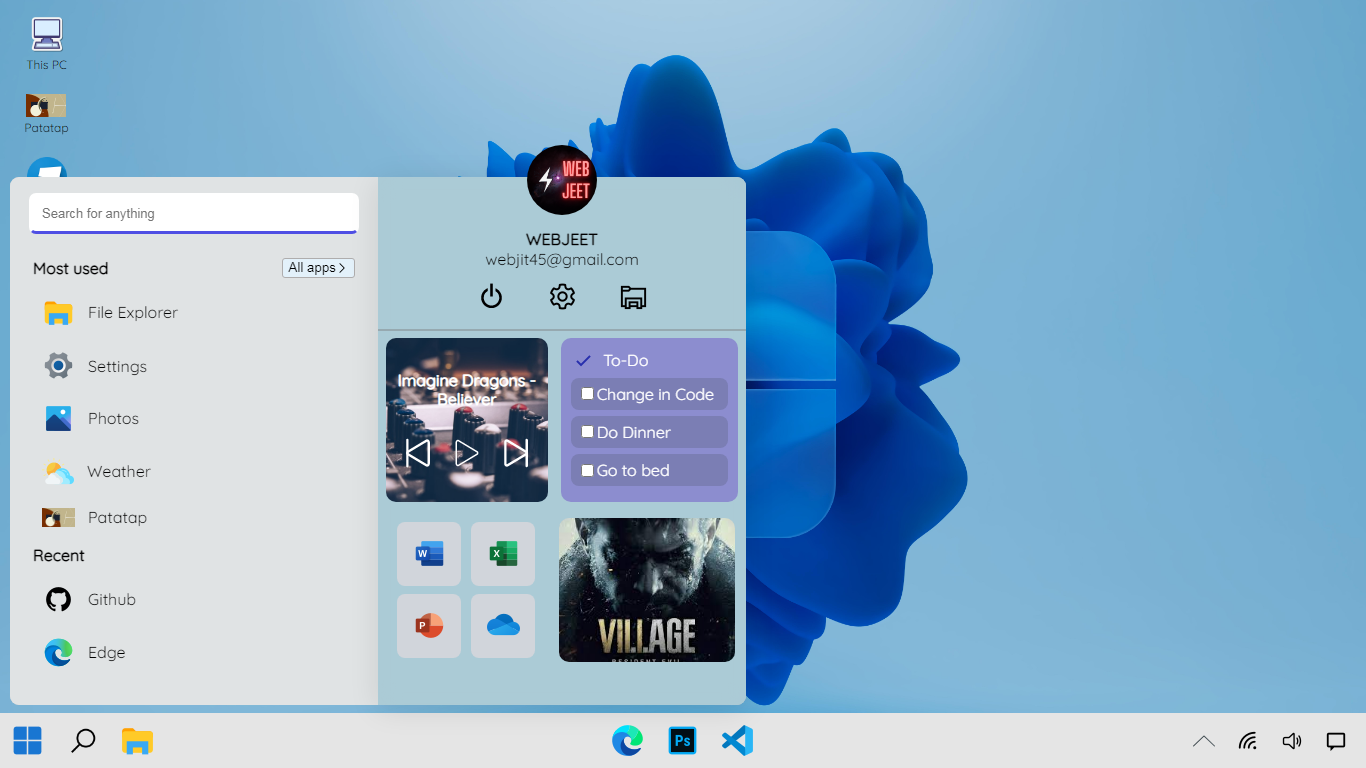 This PC
Patatap
Search for anything
Most used
All apps
File Explorer
Settings
Photos
Weather
Patatap
Recent
Github
Edge
WEB
JEET
WEBJEET
webjit45@gmail.com
Imagine Dragons -
Believer
To-Do
Change in Code
Do Dinner
Go to bed
W
X
P
VILLAGE
RESIDENT EVIL
Ps